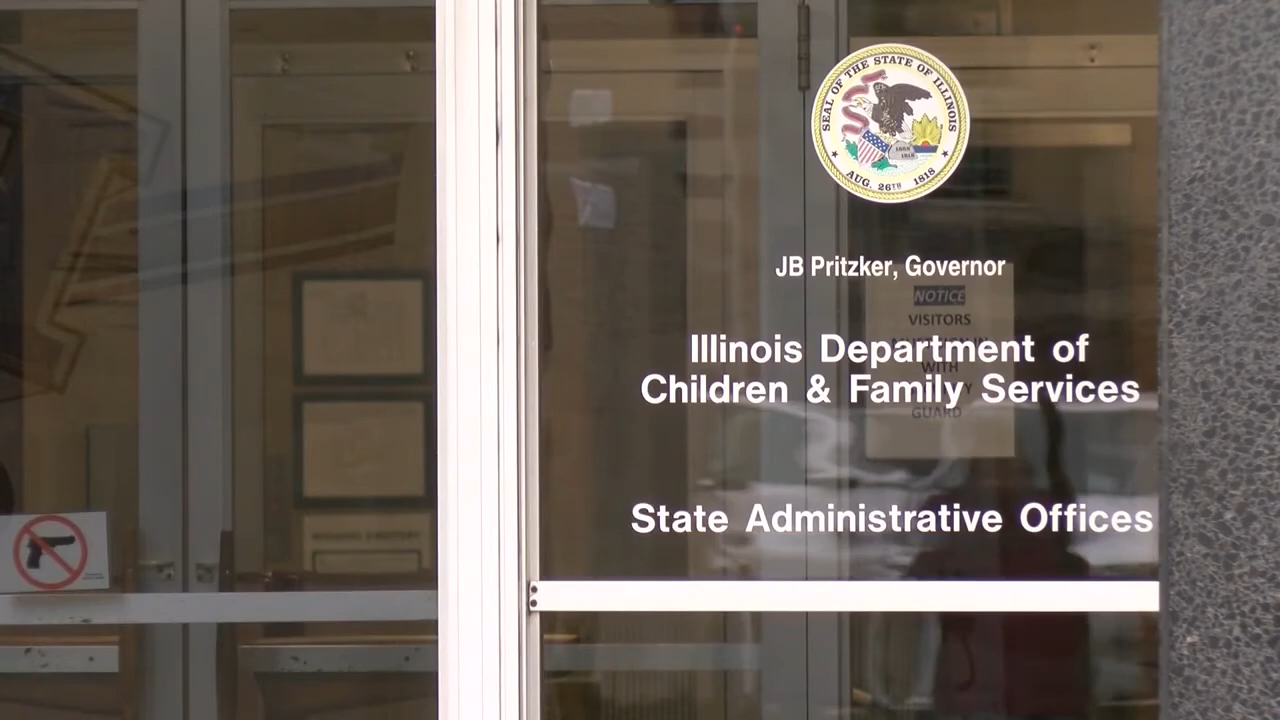 SEAL OF THE STATE OF ILLINOIS
AUG. 26TH 1818
JB Pritzker, Governor
NOTICE
VISITORS
WITH
GUARD
Illinois Department of
Children & Family Services
State Administrative Offices